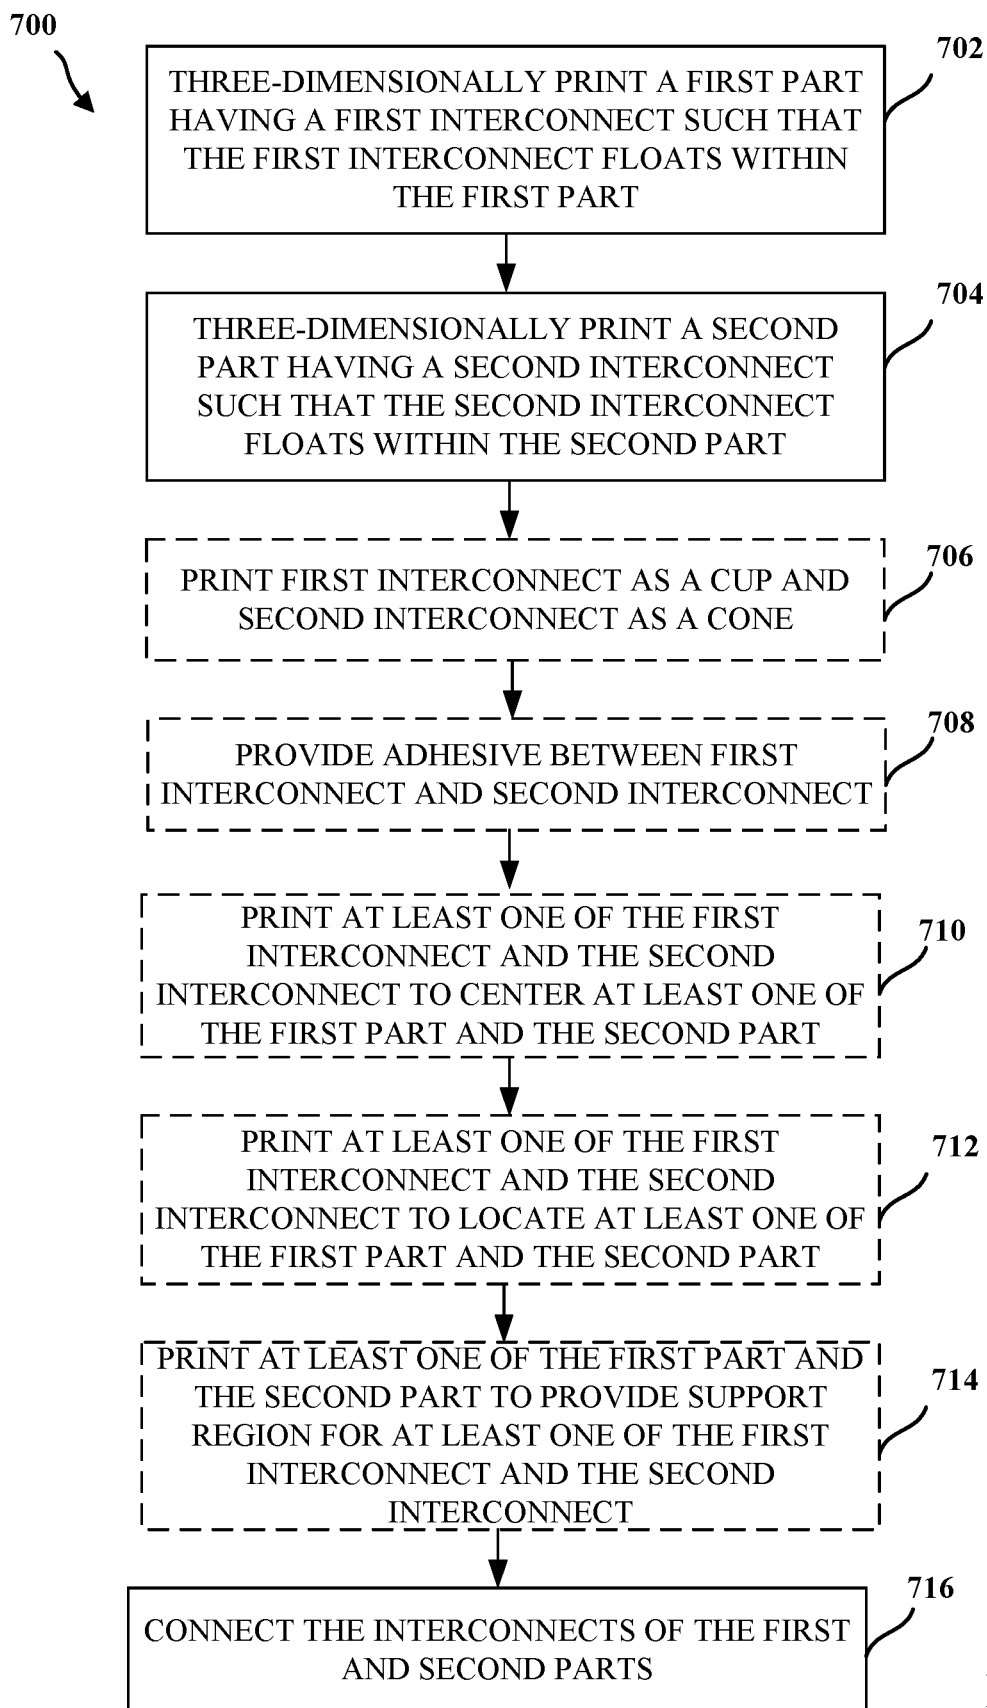 700
702
THREE-DIMENSIONALLY PRINT A FIRST PART
HAVING A FIRST INTERCONNECT SUCH THAT
THE FIRST INTERCONNECT FLOATS WITHIN
THE FIRST PART
704
THREE-DIMENSIONALLY PRINT A SECOND
PART HAVING A SECOND INTERCONNECT
SUCH THAT THE SECOND INTERCONNECT
FLOATS WITHIN THE SECOND PART
706
PRINT FIRST INTERCONNECT AS A CUP AND
SECOND INTERCONNECT AS A CONE
708
PROVIDE ADHESIVE BETWEEN FIRST
INTERCONNECT AND SECOND INTERCONNECT
710
PRINT AT LEAST ONE OF THE FIRST
INTERCONNECT AND THE SECOND
INTERCONNECT TO CENTER AT LEAST ONE OF
THE FIRST PART AND THE SECOND PART
712
PRINT AT LEAST ONE OF THE FIRST
INTERCONNECT AND THE SECOND
INTERCONNECT TO LOCATE AT LEAST ONE OF
THE FIRST PART AND THE SECOND PART
714
PRINT AT LEAST ONE OF THE FIRST PART AND
THE SECOND PART TO PROVIDE SUPPORT
REGION FOR AT LEAST ONE OF THE FIRST
INTERCONNECT AND THE SECOND
INTERCONNECT
716
CONNECT THE INTERCONNECTS OF THE FIRST
AND SECOND PARTS